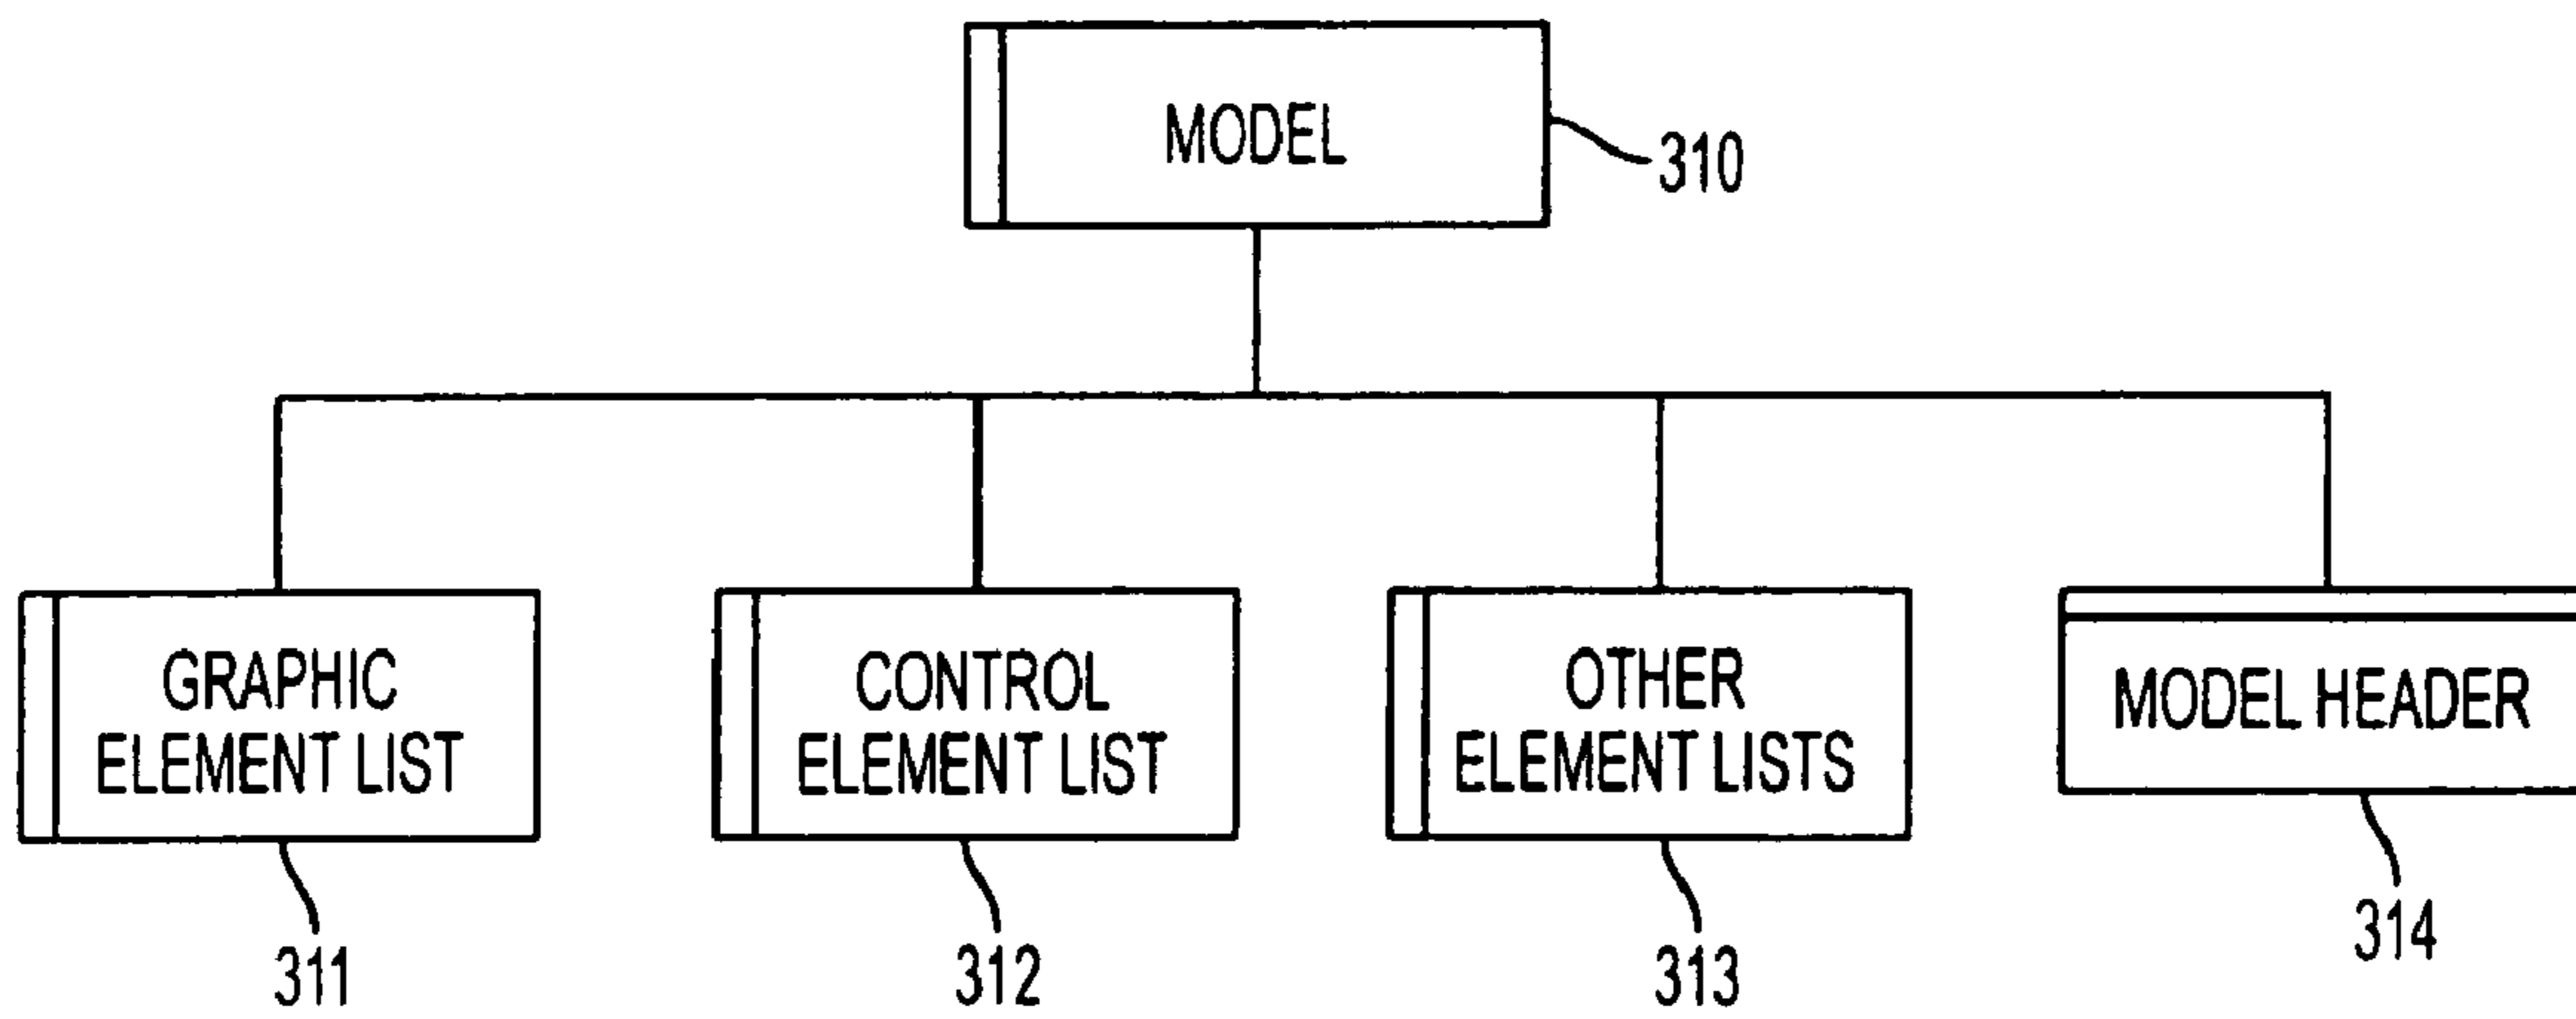 MODEL
310
GRAPHIC
ELEMENT LIST
CONTROL
ELEMENT LIST
OTHER
ELEMENT LISTS
MODEL HEADER
311
312
313
314